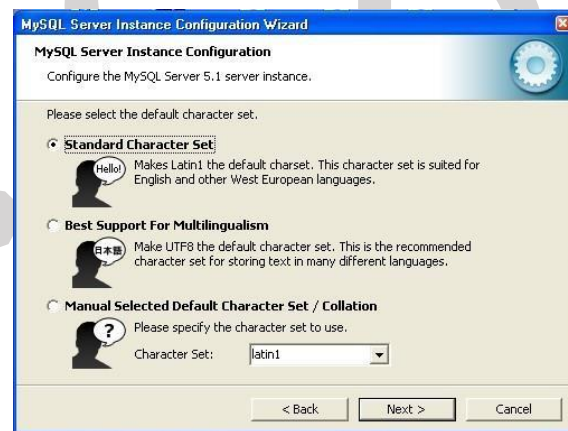 MySQL Server Instance Configuration Wizard
MySQL Server Instance Configuration
Configure the MySQL Server 5.1 server instance.
Please select the default character set.
Standard Character Set
Hello!
Makes Latin1 the default charset. This character set is suited for
English and other West European languages.
Best Support For Multilingualism
日本語
Make UTF8 the default character set. This is the recommended
character set for storing text in many different languages.
Manual Selected Default Character Set / Collation
?
Please specify the character set to use.
Character Set: latin1
< Back Next > Cancel